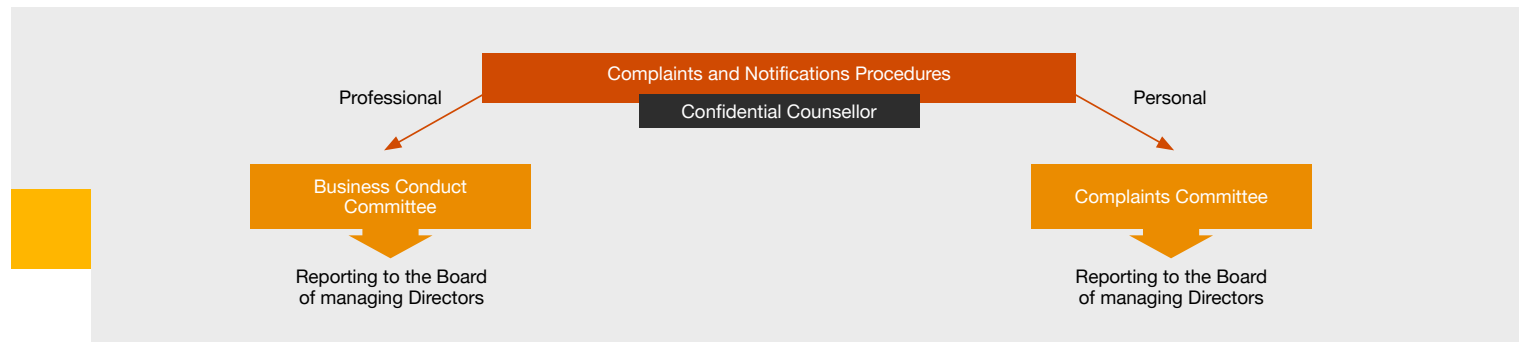 Complaints and Notifications Procedures
Professional
Confidential Counsellor
Personal
Business Conduct
Committee
Complaints Committee
Reporting to the Board
of managing Directors
Reporting to the Board
of managing Directors